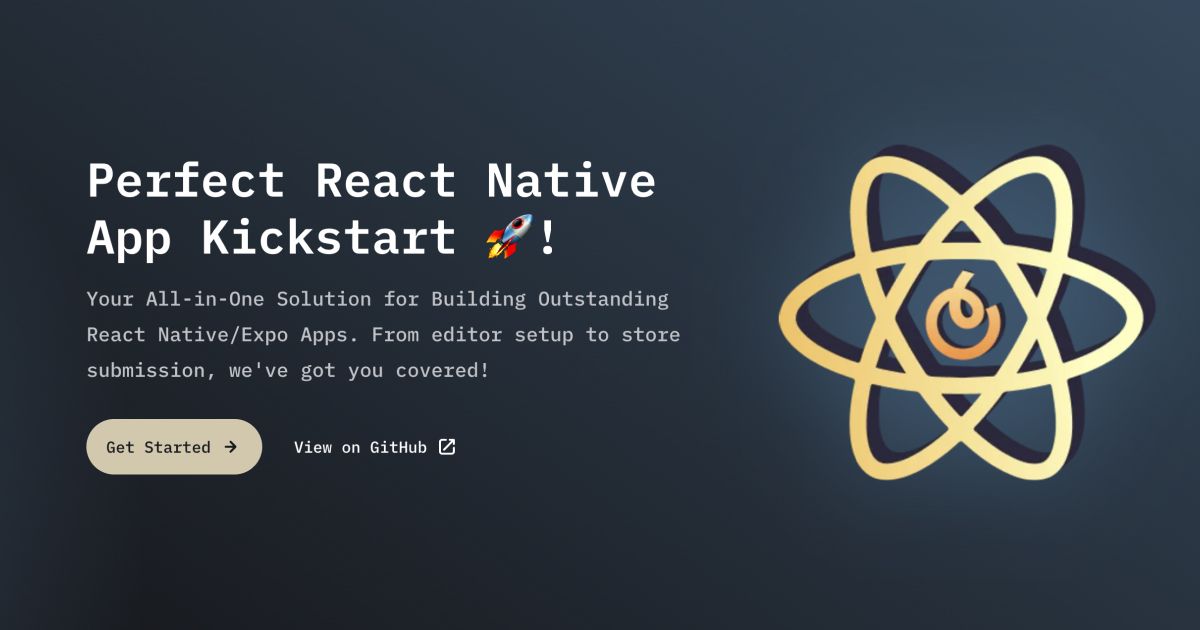 Perfect React Native
App Kickstart 🚀!
Your All-in-One Solution for Building Outstanding
React Native/Expo Apps. From editor setup to store
submission, we've got you covered!
Get Started →
View on GitHub